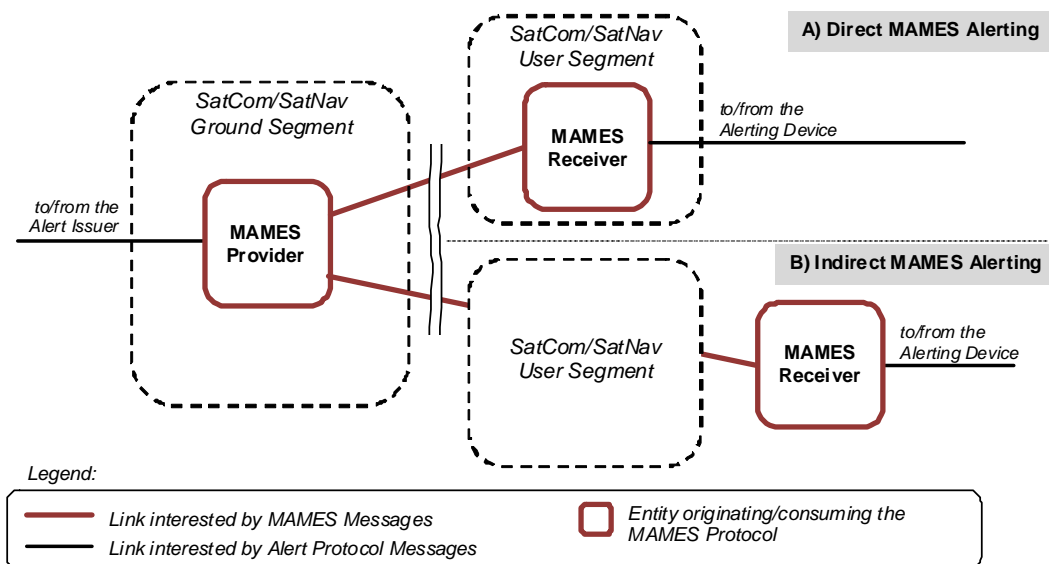 A) Direct MAMES Alerting
SatCom/SatNav
User Segment
SatCom/SatNav
Ground Segment
MAMES
Receiver
to/from the
Alerting Device
to/from the
Alert Issuer
MAMES
Provider
B) Indirect MAMES Alerting
SatCom/SatNav
User Segment
MAMES
Receiver
to/from the
Alerting Device
Legend:
Link interested by MAMES Messages
Link interested by Alert Protocol Messages
Entity originating/consuming the
MAMES Protocol